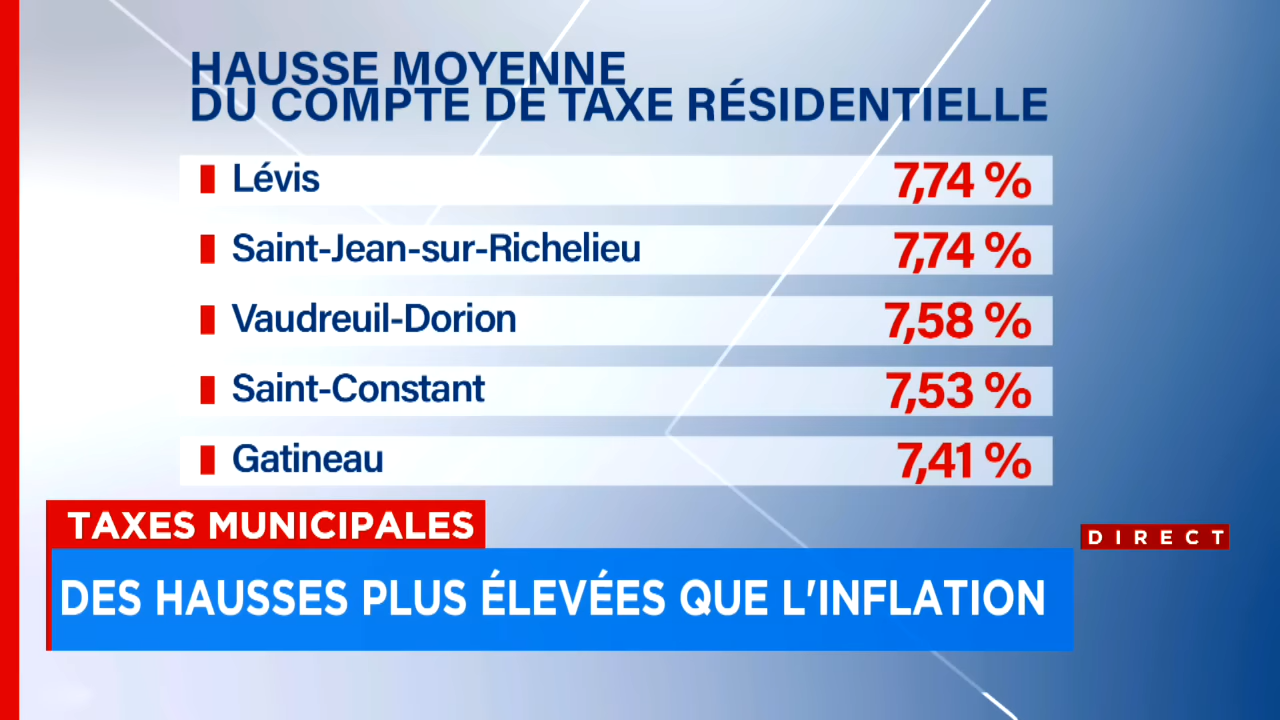 HAUSSE MOYENNE
DU COMPTE DE TAXE RÉSIDENTIELLE
Lévis 7,74 %
Saint-Jean-sur-Richelieu 7,74 %
Vaudreuil-Dorion 7,58 %
Saint-Constant 7,53 %
Gatineau 7,41 %
TAXES MUNICIPALES
DIRECT
DES HAUSSES PLUS ÉLEVÉES QUE L'INFLATION